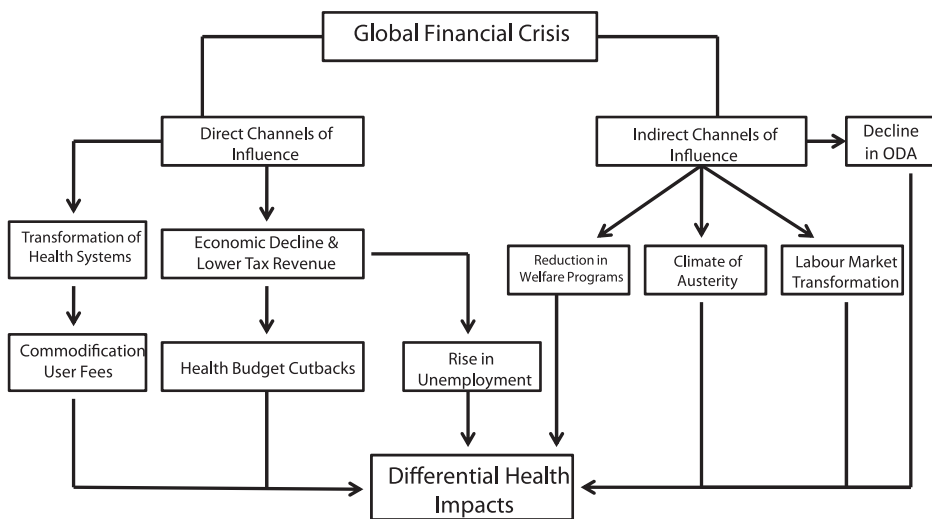 Global Financial Crisis
Direct Channels of
Influence
Indirect Channels of
Influence
Decline
in ODA
Transformation of
Health Systems
Economic Decline &
Lower Tax Revenue
Reduction in
Welfare Programs
Climate of
Austerity
Labour Market
Transformation
Commodification
User Fees
Health Budget Cutbacks
Rise in
Unemployment
Differential Health
Impacts